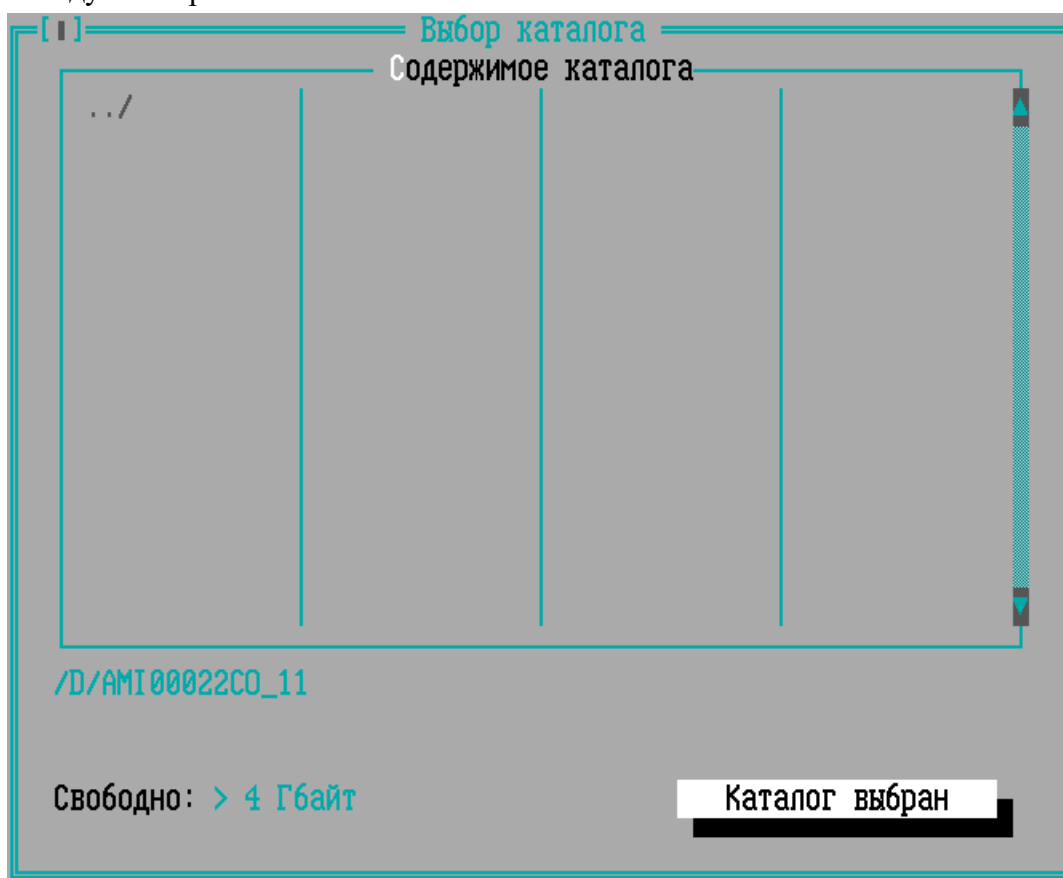 [▮] Выбор каталога
Содержимое каталога
../
/D/AMI00022CO_11
Свободно: > 4 Гбайт
Каталог выбран